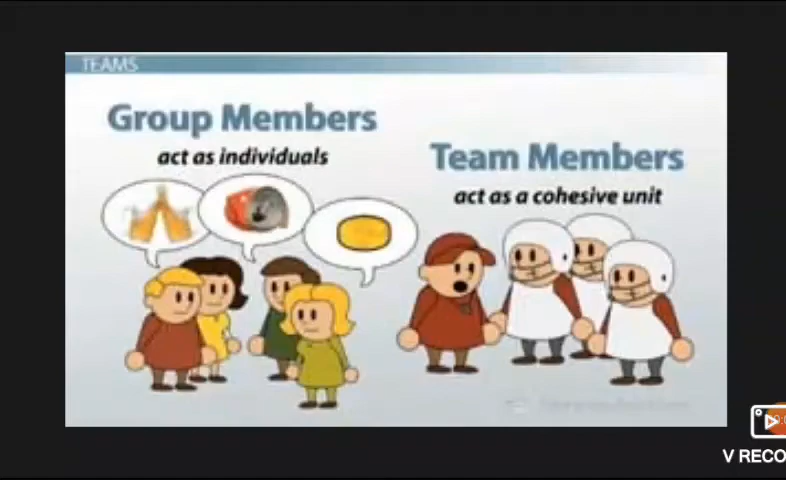 TEAMS
Group Members
act as individuals
Team Members
act as a cohesive unit
V RECO